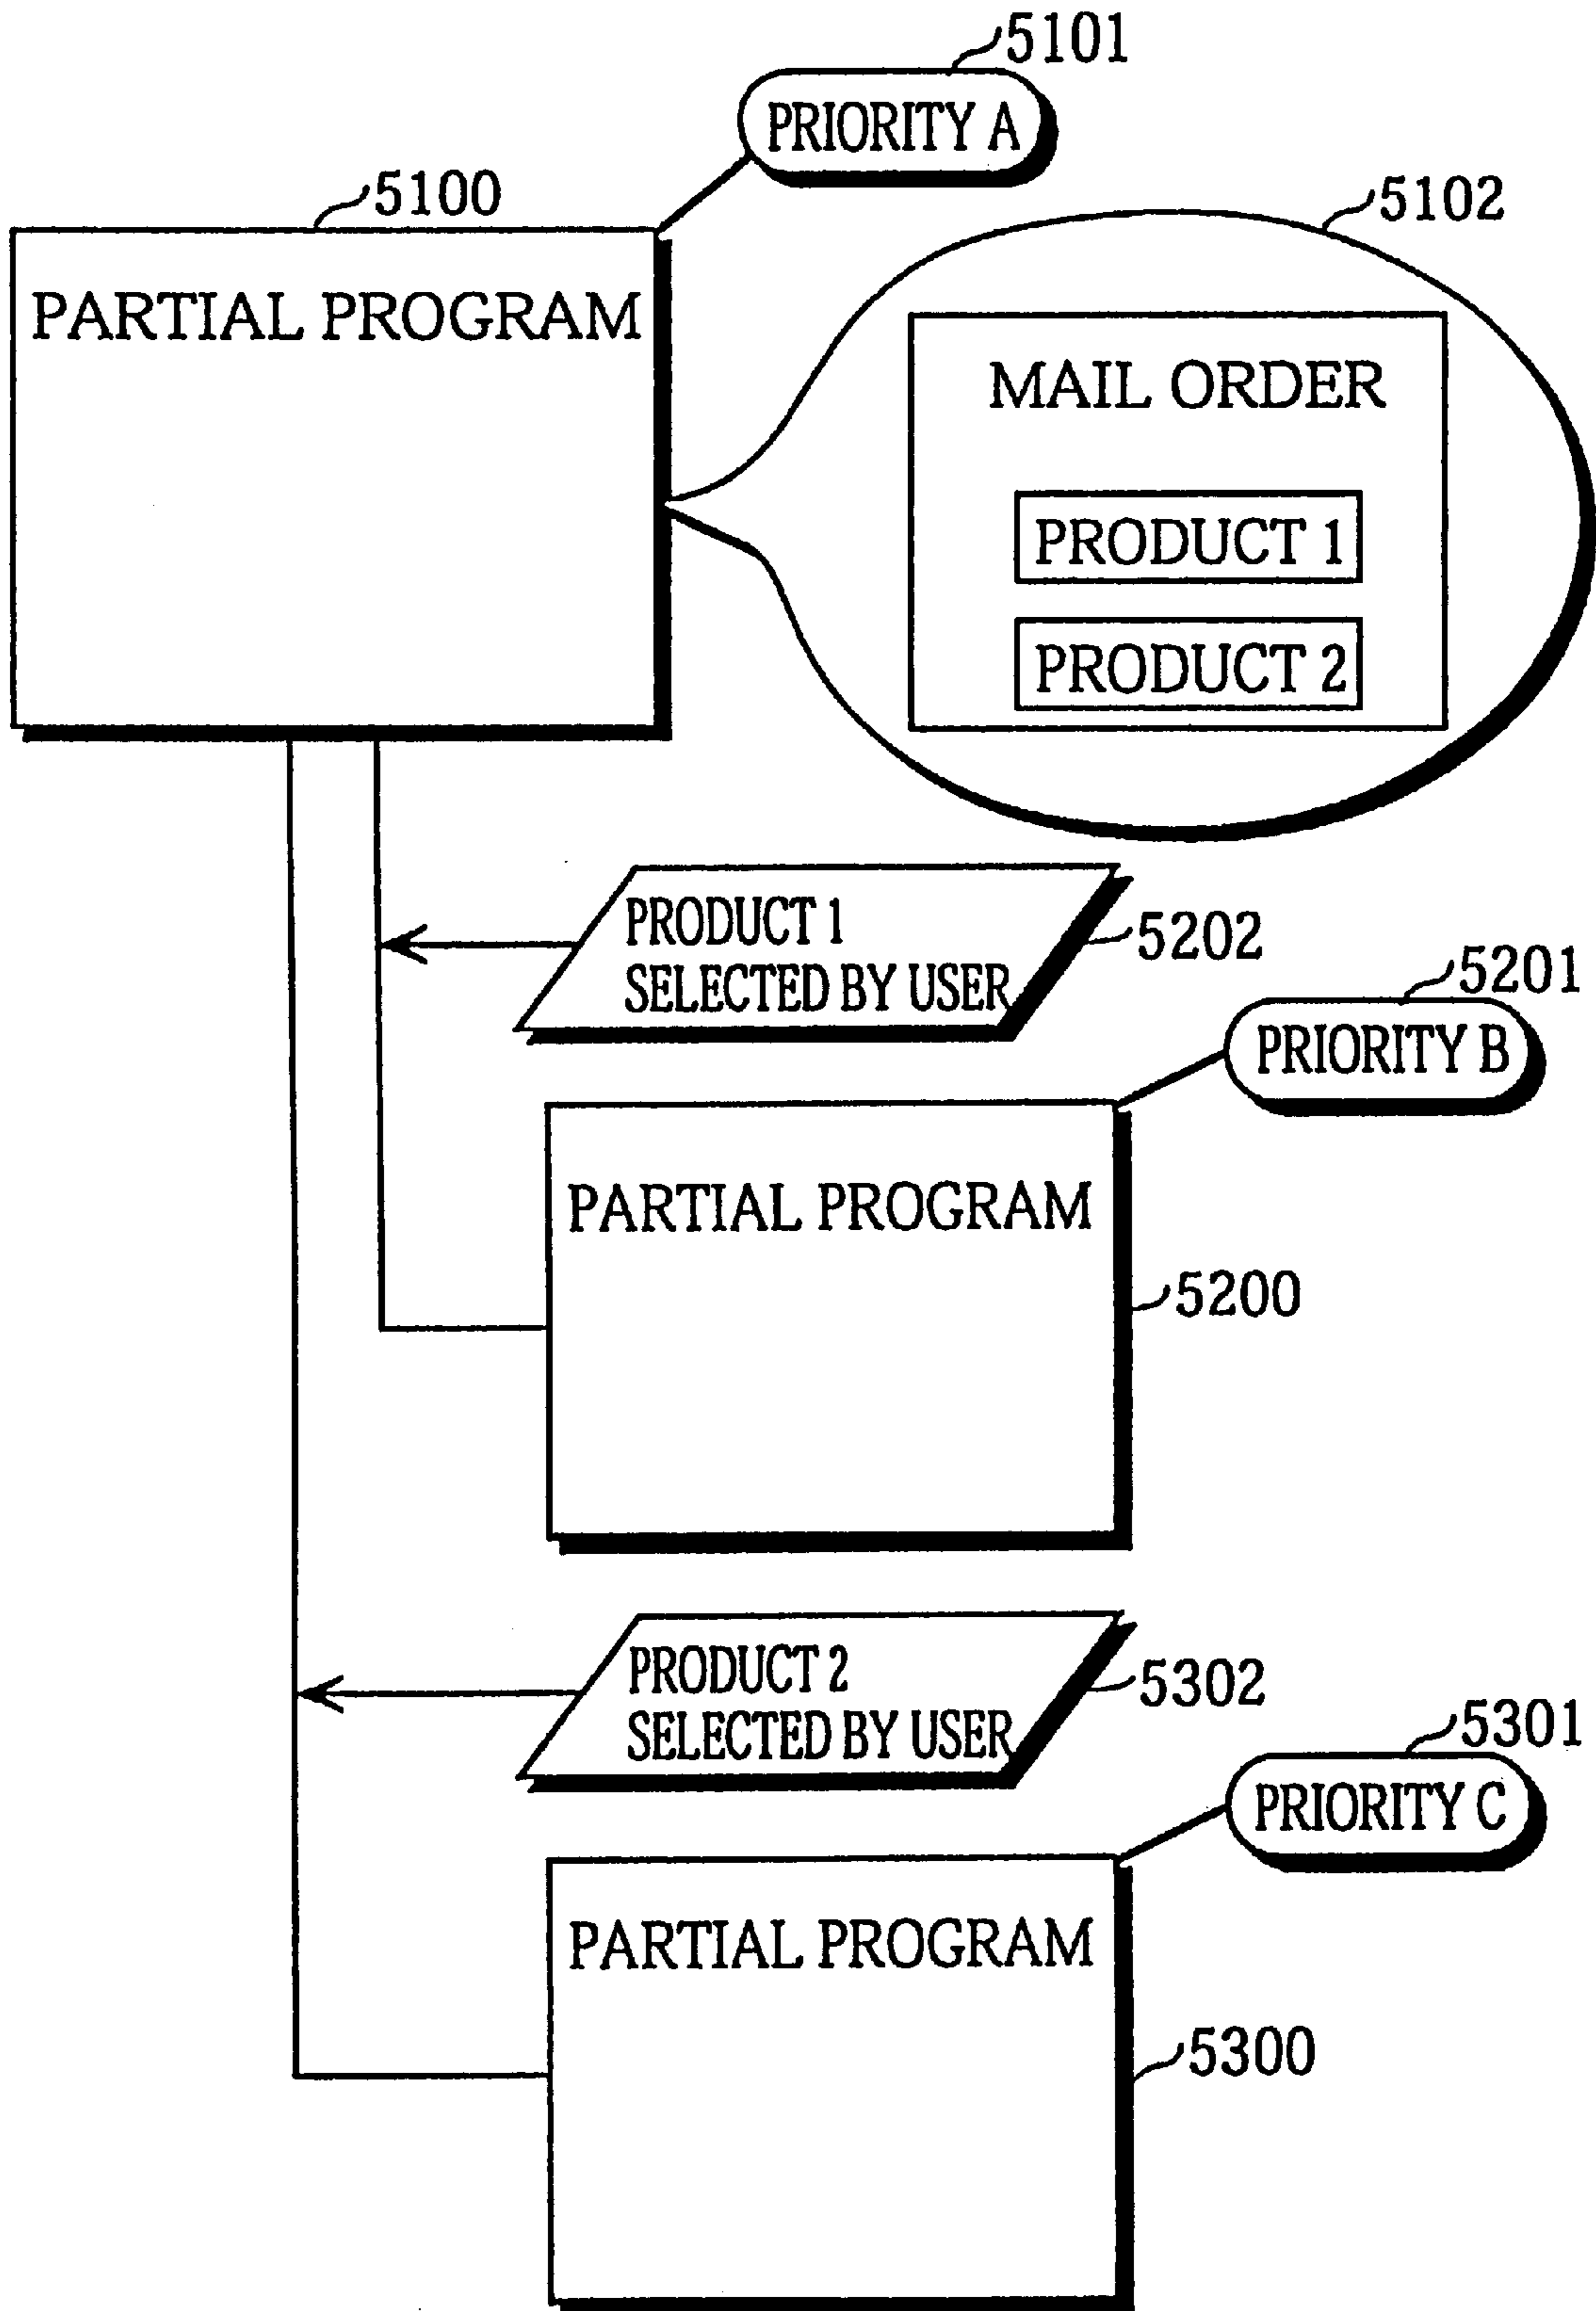 5101
PRIORITY A
5100
5102
PARTIAL PROGRAM
MAIL ORDER
PRODUCT 1
PRODUCT 2
PRODUCT 1
SELECTED BY USER
5202
5201
PRIORITY B
PARTIAL PROGRAM
5200
PRODUCT 2
SELECTED BY USER
5302
5301
PRIORITY C
PARTIAL PROGRAM
5300